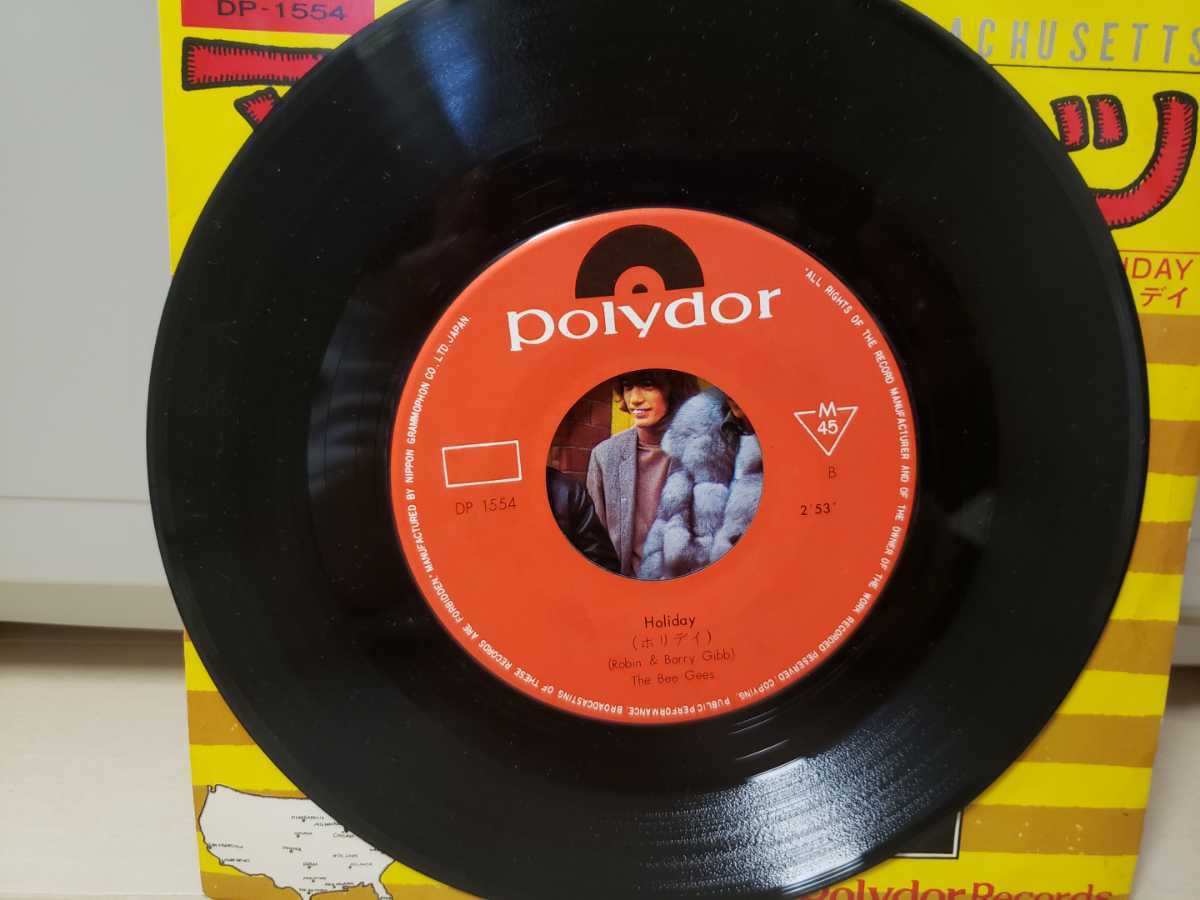 DP-1554
ACHUSETTS
ツ
IDAY
デイ
polydor
"ALL RIGHTS OF THE RECORD MANUFACTURER AND OF THE OWNER OF THE WORK RECORDED RESERVED COPYING, PUBLIC PERFORMANCE, BROADCASTING OF THESE RECORDS ARE FORBIDDEN." MANUFACTURED BY NIPPON GRAMMOPHON CO., LTD. JAPAN.
M
45
B
DP 1554
2'53"
Holiday
(ホリデイ)
(Robin & Barry Gibb)
The Bee Gees
Polydor Records